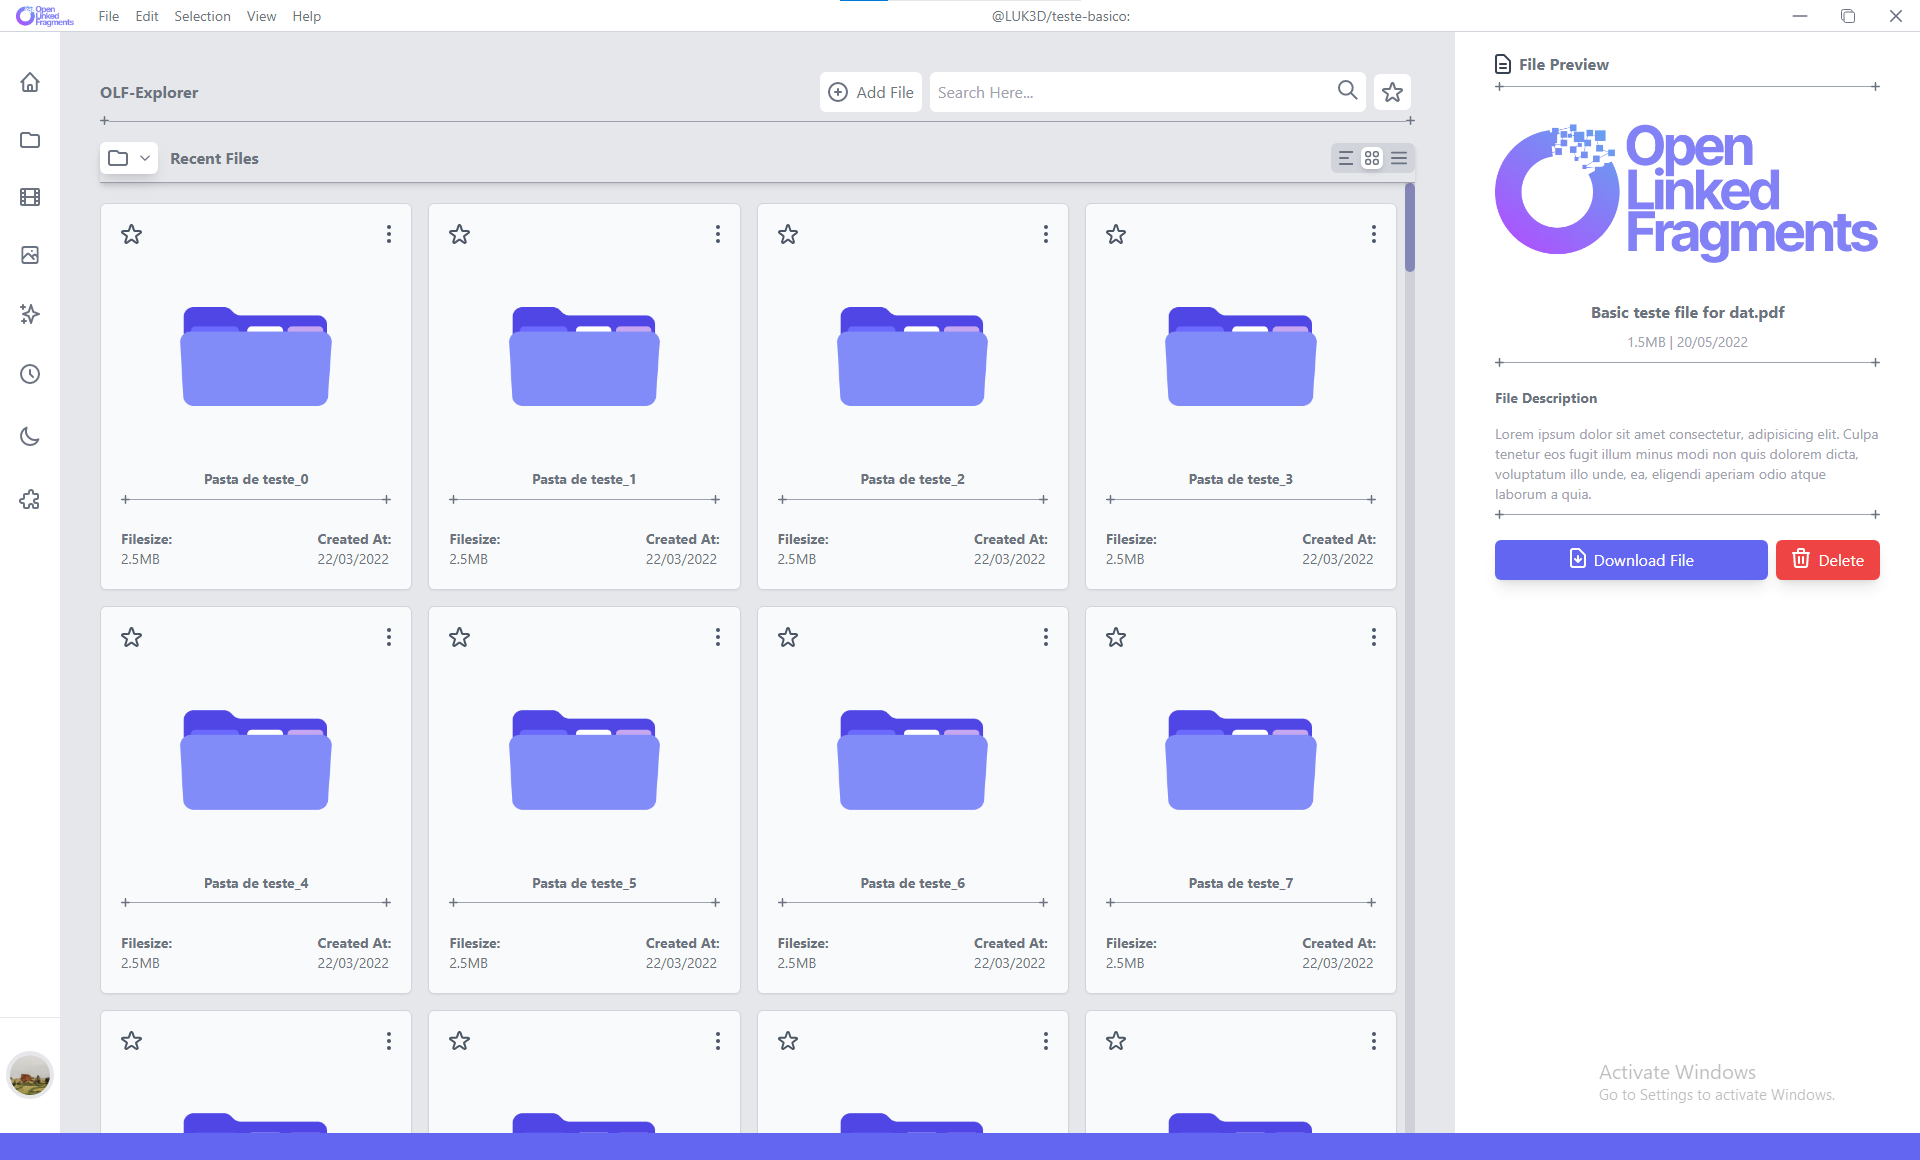 Open
Linked
Fragments
File Edit Selection View Help
@LUK3D/teste-basico:
OLF-Explorer
Add File
Search Here...
Recent Files
Pasta de teste_0
Filesize: Created At:
2.5MB 22/03/2022
Pasta de teste_1
Filesize: Created At:
2.5MB 22/03/2022
Pasta de teste_2
Filesize: Created At:
2.5MB 22/03/2022
Pasta de teste_3
Filesize: Created At:
2.5MB 22/03/2022
Pasta de teste_4
Filesize: Created At:
2.5MB 22/03/2022
Pasta de teste_5
Filesize: Created At:
2.5MB 22/03/2022
Pasta de teste_6
Filesize: Created At:
2.5MB 22/03/2022
Pasta de teste_7
Filesize: Created At:
2.5MB 22/03/2022
File Preview
Open
Linked
Fragments
Basic teste file for dat.pdf
1.5MB | 20/05/2022
File Description
Lorem ipsum dolor sit amet consectetur, adipisicing elit. Culpa
tenetur eos fugit illum minus modi non quis dolorem dicta,
voluptatum illo unde, ea, eligendi aperiam odio atque
laborum a quia.
Download File
Delete
Activate Windows
Go to Settings to activate Windows.